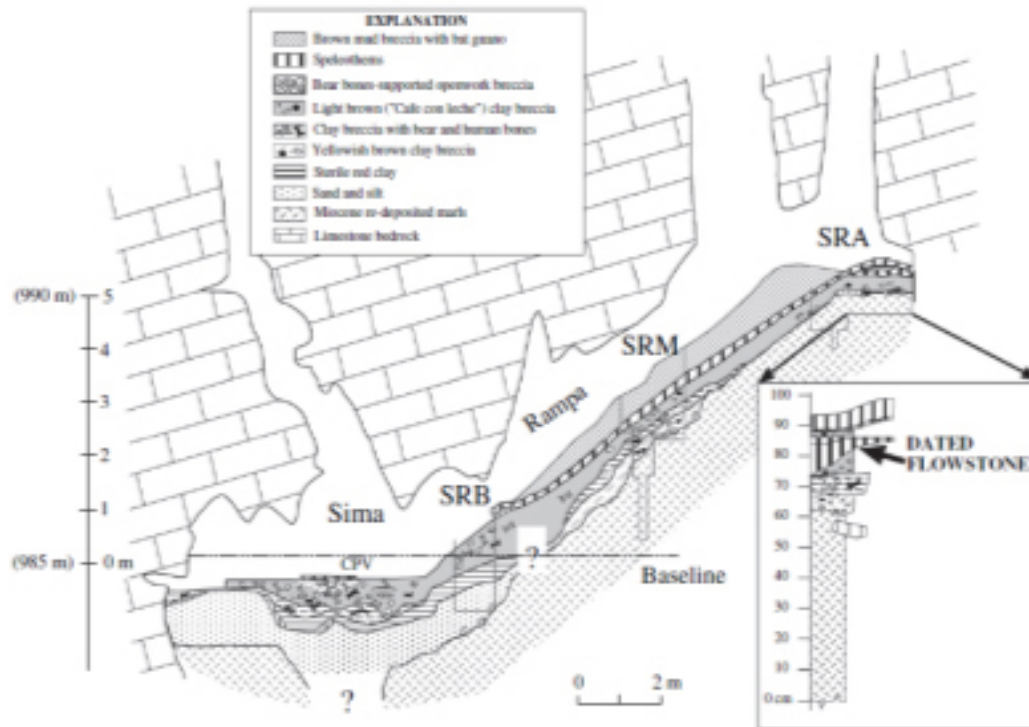 EXPLANATION
Brown mud breccia with bat guano
Speleothems
Bear bones-supported openwork breccia
Light brown ("Cafe con leche") clay breccia
Clay breccia with bear and human bones
Yellowish brown clay breccia
Sterile red clay
Sand and silt
Miocene re-deposited marls
Limestone bedrock
SRA
(990 m) 5
4
SRM
3
Rampa
2
SRB
1
Sima
(985 m) 0 m
CPV
?
Baseline
?
0 2 m
100
90
DATED
80
FLOWSTONE
70
60
50
40
30
20
10
0 cm